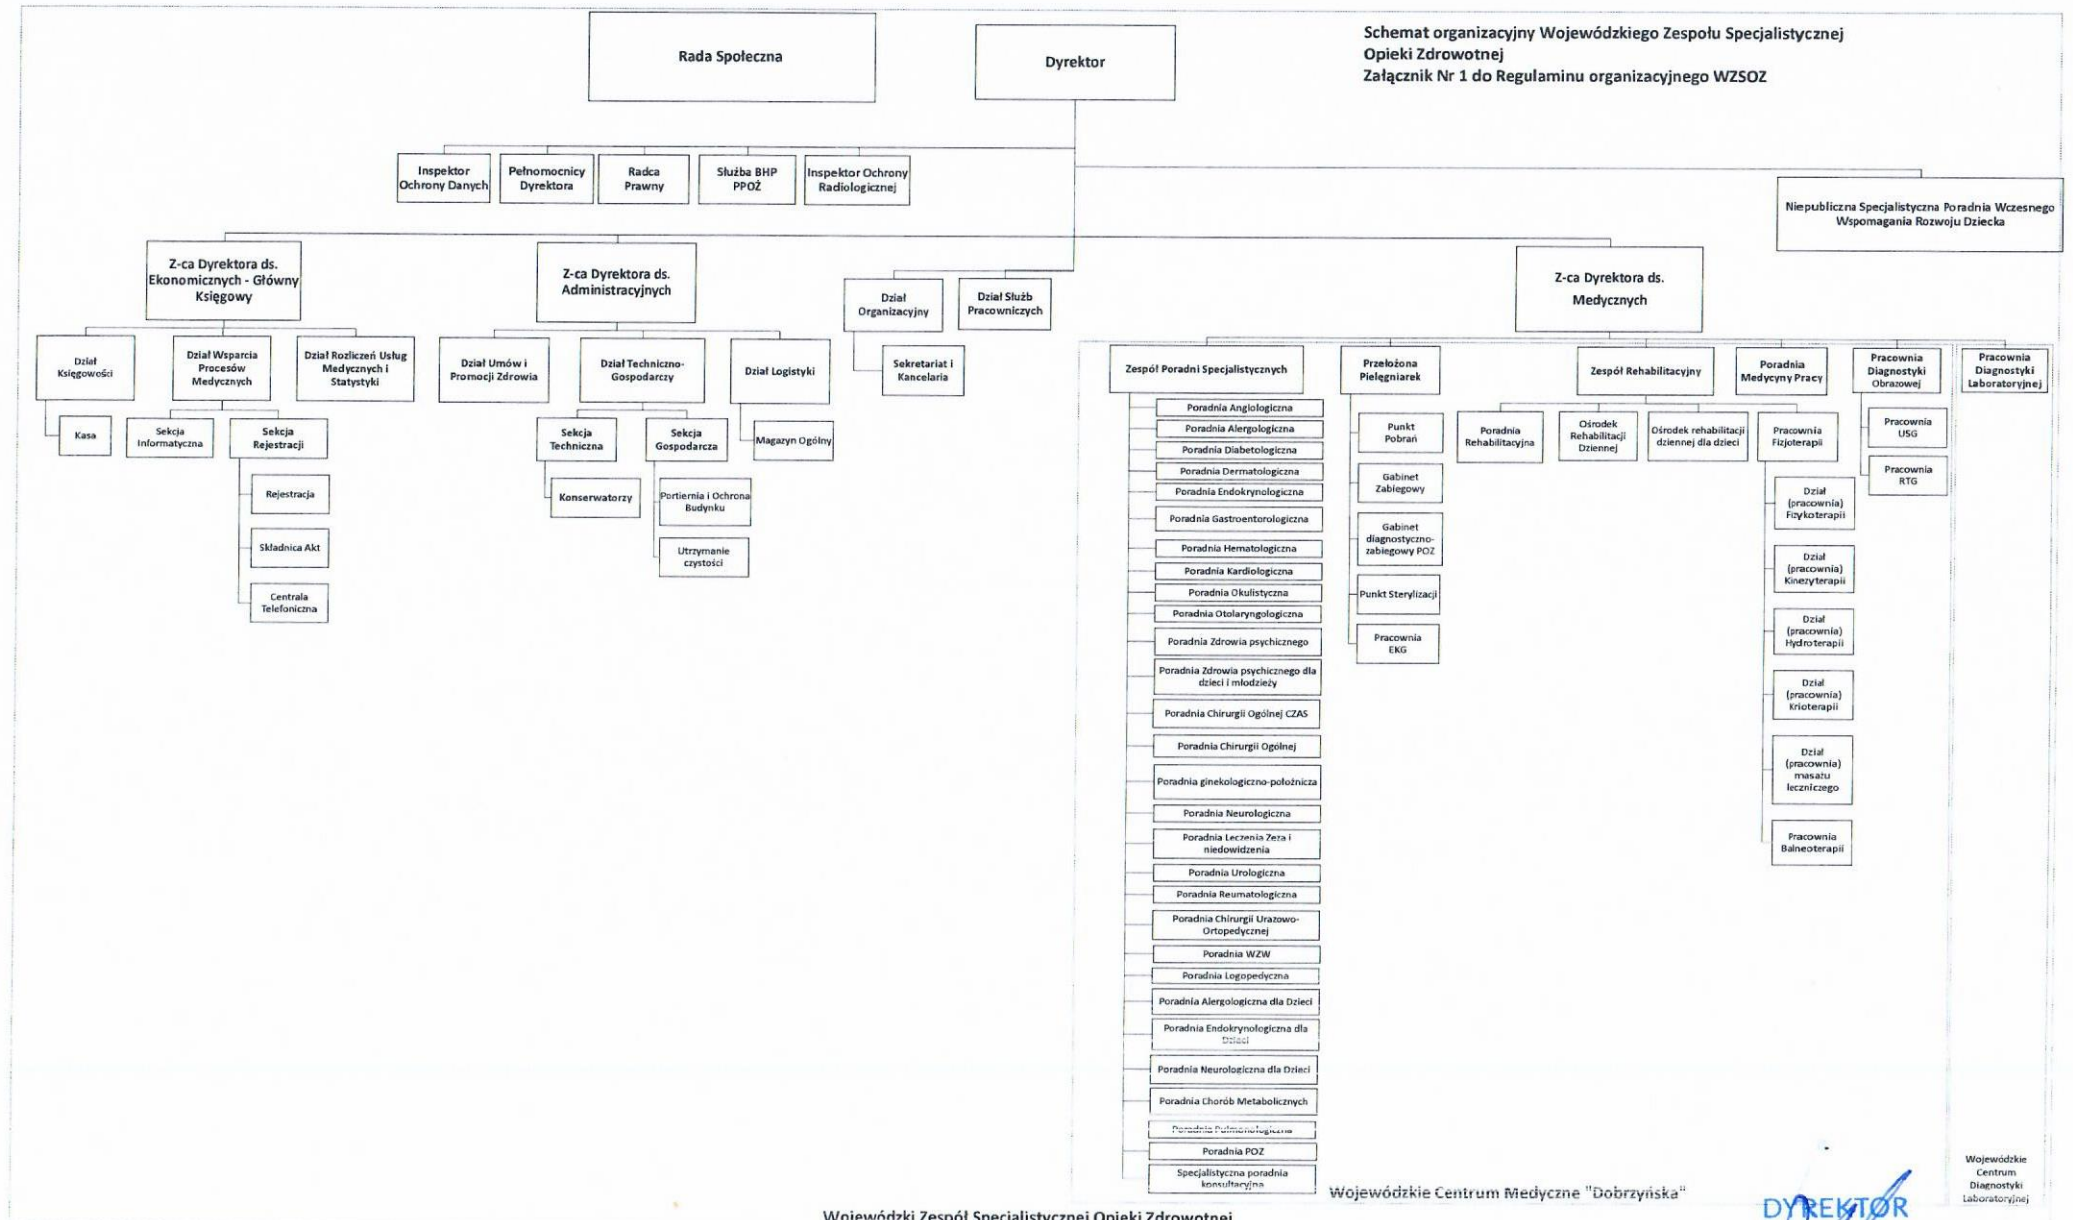 Schemat organizacyjny Wojewódzkiego Zespołu Specjalistycznej
Opieki Zdrowotnej
Załącznik Nr 1 do Regulaminu organizacyjnego WZSOZ
Rada Społeczna
Dyrektor
Inspektor
Ochrony Danych
Pełnomocnicy
Dyrektora
Radca
Prawny
Służba BHP
PPOŻ
Inspektor Ochrony
Radiologicznej
Niepubliczna Specjalistyczna Poradnia Wczesnego
Wspomagania Rozwoju Dziecka
Z-ca Dyrektora ds.
Ekonomicznych - Główny
Księgowy
Z-ca Dyrektora ds.
Administracyjnych
Dział
Organizacyjny
Dział Służb
Pracowniczych
Sekretariat i
Kancelaria
Z-ca Dyrektora ds.
Medycznych
Dział
Księgowości
Kasa
Dział Wsparcia
Procesów
Medycznych
Sekcja
Informatyczna
Sekcja
Rejestracji
Rejestracja
Składnica Akt
Centrala
Telefoniczna
Dział Rozliczeń Usług
Medycznych i
Statystyki
Dział Umów i
Promocji Zdrowia
Dział Techniczno-
Gospodarczy
Sekcja
Techniczna
Konserwatorzy
Sekcja
Gospodarcza
Portiernia i Ochrona
Budynku
Utrzymanie
czystości
Dział Logistyki
Magazyn Ogólny
Zespół Poradni Specjalistycznych
Poradnia Angiologiczna
Poradnia Alergologiczna
Poradnia Diabetologiczna
Poradnia Dermatologiczna
Poradnia Endokrynologiczna
Poradnia Gastroentorologiczna
Poradnia Hematologiczna
Poradnia Kardiologiczna
Poradnia Okulistyczna
Poradnia Otolaryngologiczna
Poradnia Zdrowia psychicznego
Poradnia Zdrowia psychicznego dla
dzieci i młodzieży
Poradnia Chirurgii Ogólnej CZAS
Poradnia Chirurgii Ogólnej
Poradnia ginekologiczno-położnicza
Poradnia Neurologiczna
Poradnia Leczenia Zeza i
niedowidzenia
Poradnia Urologiczna
Poradnia Reumatologiczna
Poradnia Chirurgii Urazowo-
Ortopedycznej
Poradnia WZW
Poradnia Logopedyczna
Poradnia Alergologiczna dla Dzieci
Poradnia Endokrynologiczna dla
Dzieci
Poradnia Neurologiczna dla Dzieci
Poradnia Chorób Metabolicznych
Poradnia Pulmonologiczna
Poradnia POZ
Specjalistyczna poradnia
konsultacyjna
Przełożona
Pielęgniarek
Punkt
Pobrań
Gabinet
Zabiegowy
Gabinet
diagnostyczno-
zabiegowy POZ
Punkt Sterylizacji
Pracownia
EKG
Zespół Rehabilitacyjny
Poradnia
Rehabilitacyjna
Ośrodek
Rehabilitacji
Dziennej
Ośrodek rehabilitacji
dziennej dla dzieci
Pracownia
Fizjoterapii
Dział
(pracownia)
Fizykoterapii
Dział
(pracownia)
Kinezyterapii
Dział
(pracownia)
Hydroterapii
Dział
(pracownia)
Krioterapii
Dział
(pracownia)
masażu
leczniczego
Pracownia
Balneoterapii
Poradnia
Medycyny Pracy
Pracownia
Diagnostyki
Obrazowej
Pracownia
USG
Pracownia
RTG
Pracownia
Diagnostyki
Laboratoryjnej
Wojewódzkie Centrum Medyczne "Dobrzyńska"
Wojewódzkie
Centrum
Diagnostyki
Laboratoryjnej
DYREKTOR
Wojewódzki Zespół Specjalistycznej Opieki Zdrowotnej